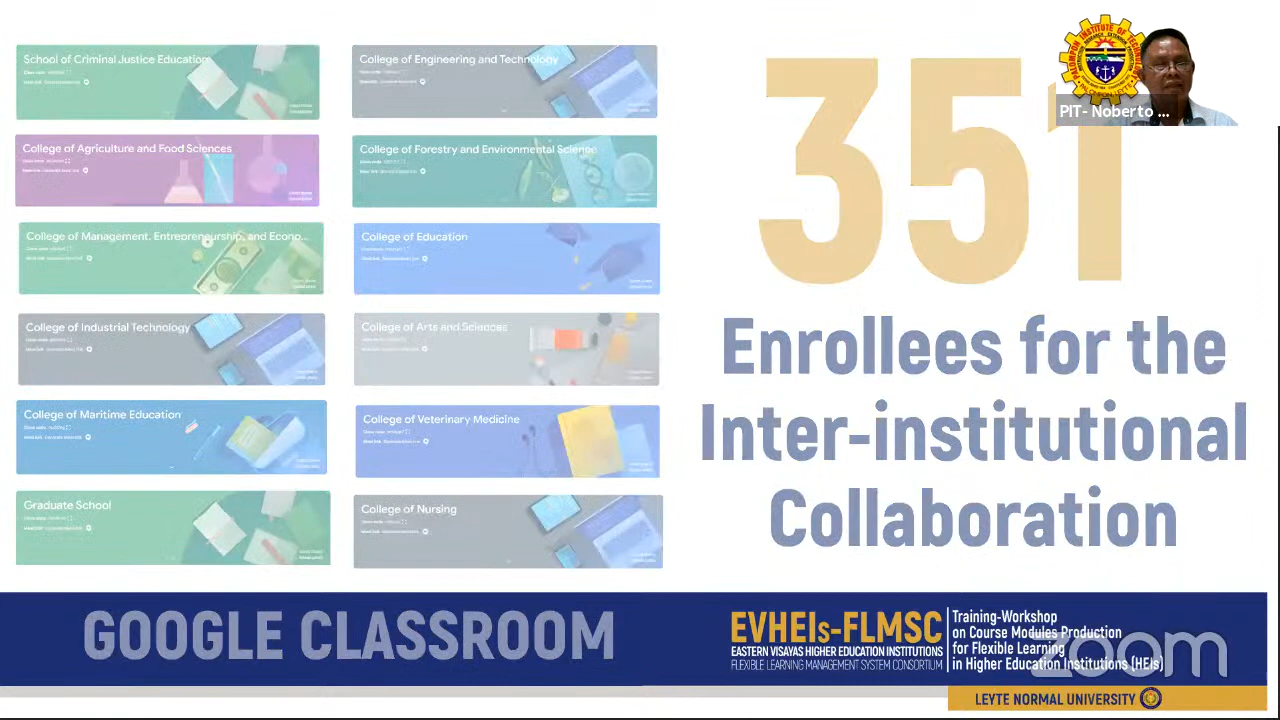 School of Criminal Justice Education
College of Engineering and Technology
College of Agriculture and Food Sciences
College of Forestry and Environmental Science
College of Management, Entrepreneurship, and Econo...
College of Education
College of Industrial Technology
College of Arts and Sciences
College of Maritime Education
College of Veterinary Medicine
Graduate School
College of Nursing
351
Enrollees for the
Inter-institutional
Collaboration
PIT- Noberto ...
GOOGLE CLASSROOM
EVHEIs-FLMSC
EASTERN VISAYAS HIGHER EDUCATION INSTITUTIONS
FLEXIBLE LEARNING MANAGEMENT SYSTEM CONSORTIUM
Training-Workshop
on Course Modules Production
for Flexible Learning
in Higher Education Institutions (HEIs)
zoom
LEYTE NORMAL UNIVERSITY